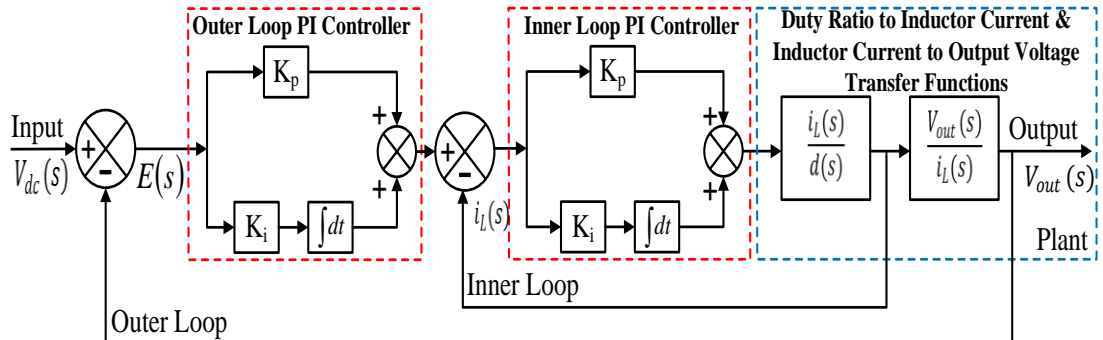 Outer Loop PI Controller
Inner Loop PI Controller
Duty Ratio to Inductor Current &
Inductor Current to Output Voltage
Transfer Functions
Input
V_dc(s)
+
-
E(s)
K_p
K_i
∫dt
+
+
+
-
i_L(s)
K_p
K_i
∫dt
+
+
i_L(s)
d(s)
V_out(s)
i_L(s)
Output
V_out(s)
Plant
Inner Loop
Outer Loop